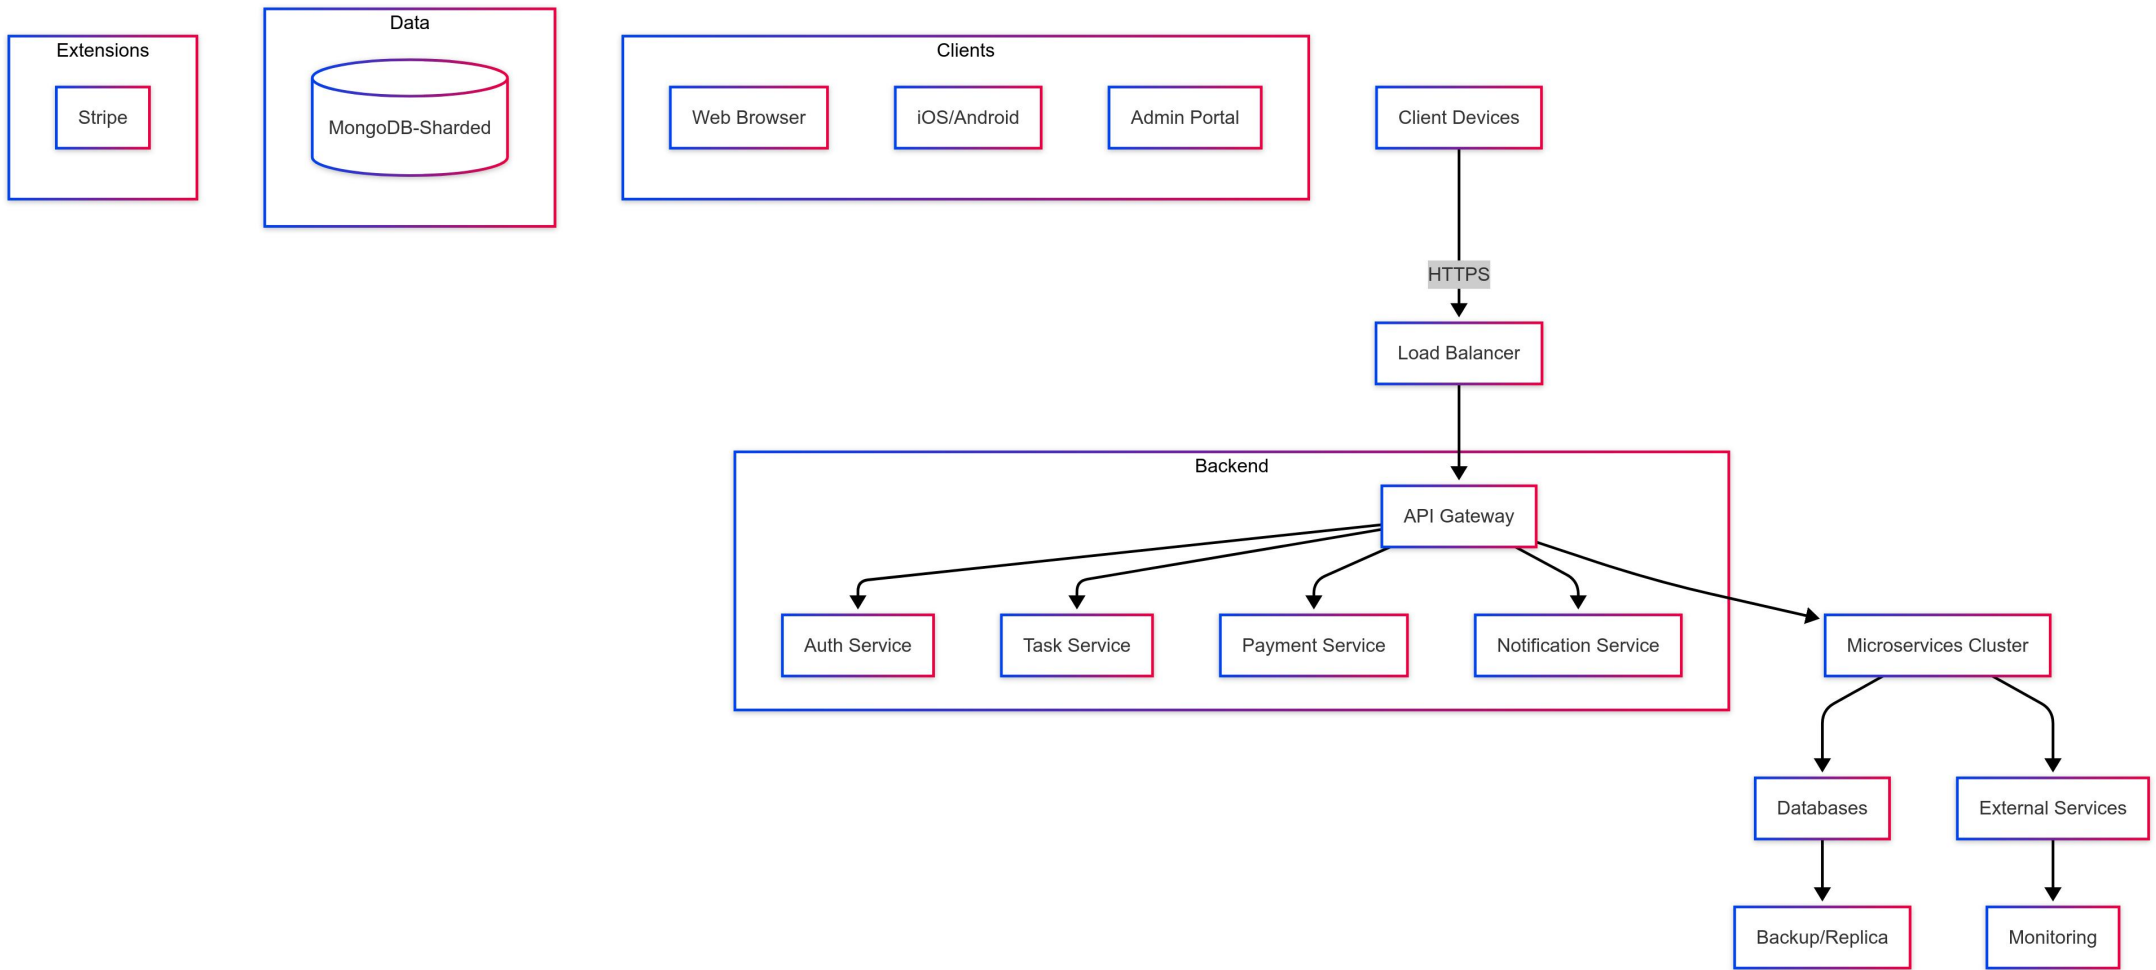 Extensions
Stripe
Data
MongoDB-Sharded
Clients
Web Browser
iOS/Android
Admin Portal
Client Devices
HTTPS
Load Balancer
Backend
API Gateway
Auth Service
Task Service
Payment Service
Notification Service
Microservices Cluster
Databases
External Services
Backup/Replica
Monitoring